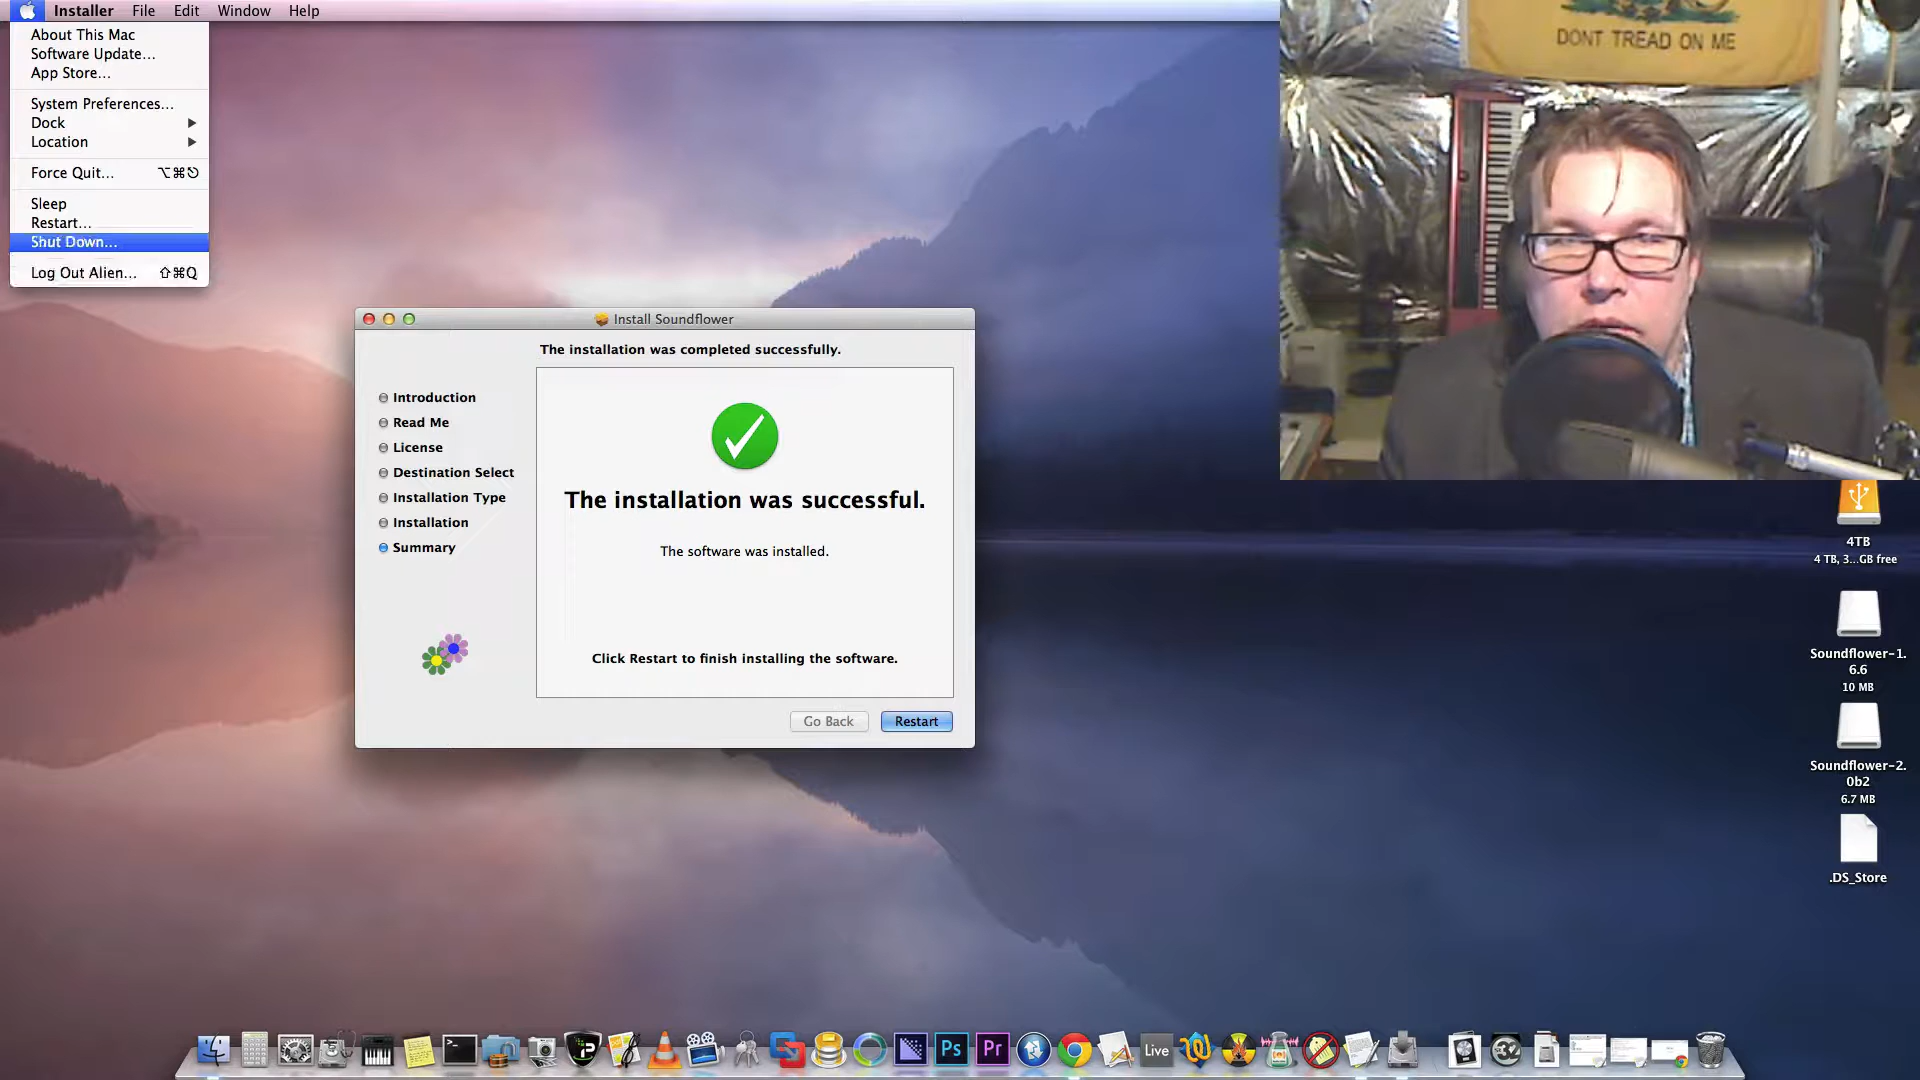 Installer File Edit Window Help
About This Mac
Software Update...
App Store...
System Preferences...
Dock
Location
Force Quit... ⌥⌘⎋
Sleep
Restart...
Shut Down...
Log Out Alien... ⇧⌘Q
DONT TREAD ON ME
Install Soundflower
The installation was completed successfully.
Introduction
Read Me
License
Destination Select
Installation Type
Installation
Summary
The installation was successful.
The software was installed.
Click Restart to finish installing the software.
Go Back
Restart
4TB
4 TB, 3...GB free
Soundflower-1.
6.6
10 MB
Soundflower-2.
0b2
6.7 MB
.DS_Store
Ps
Pr
Live
32